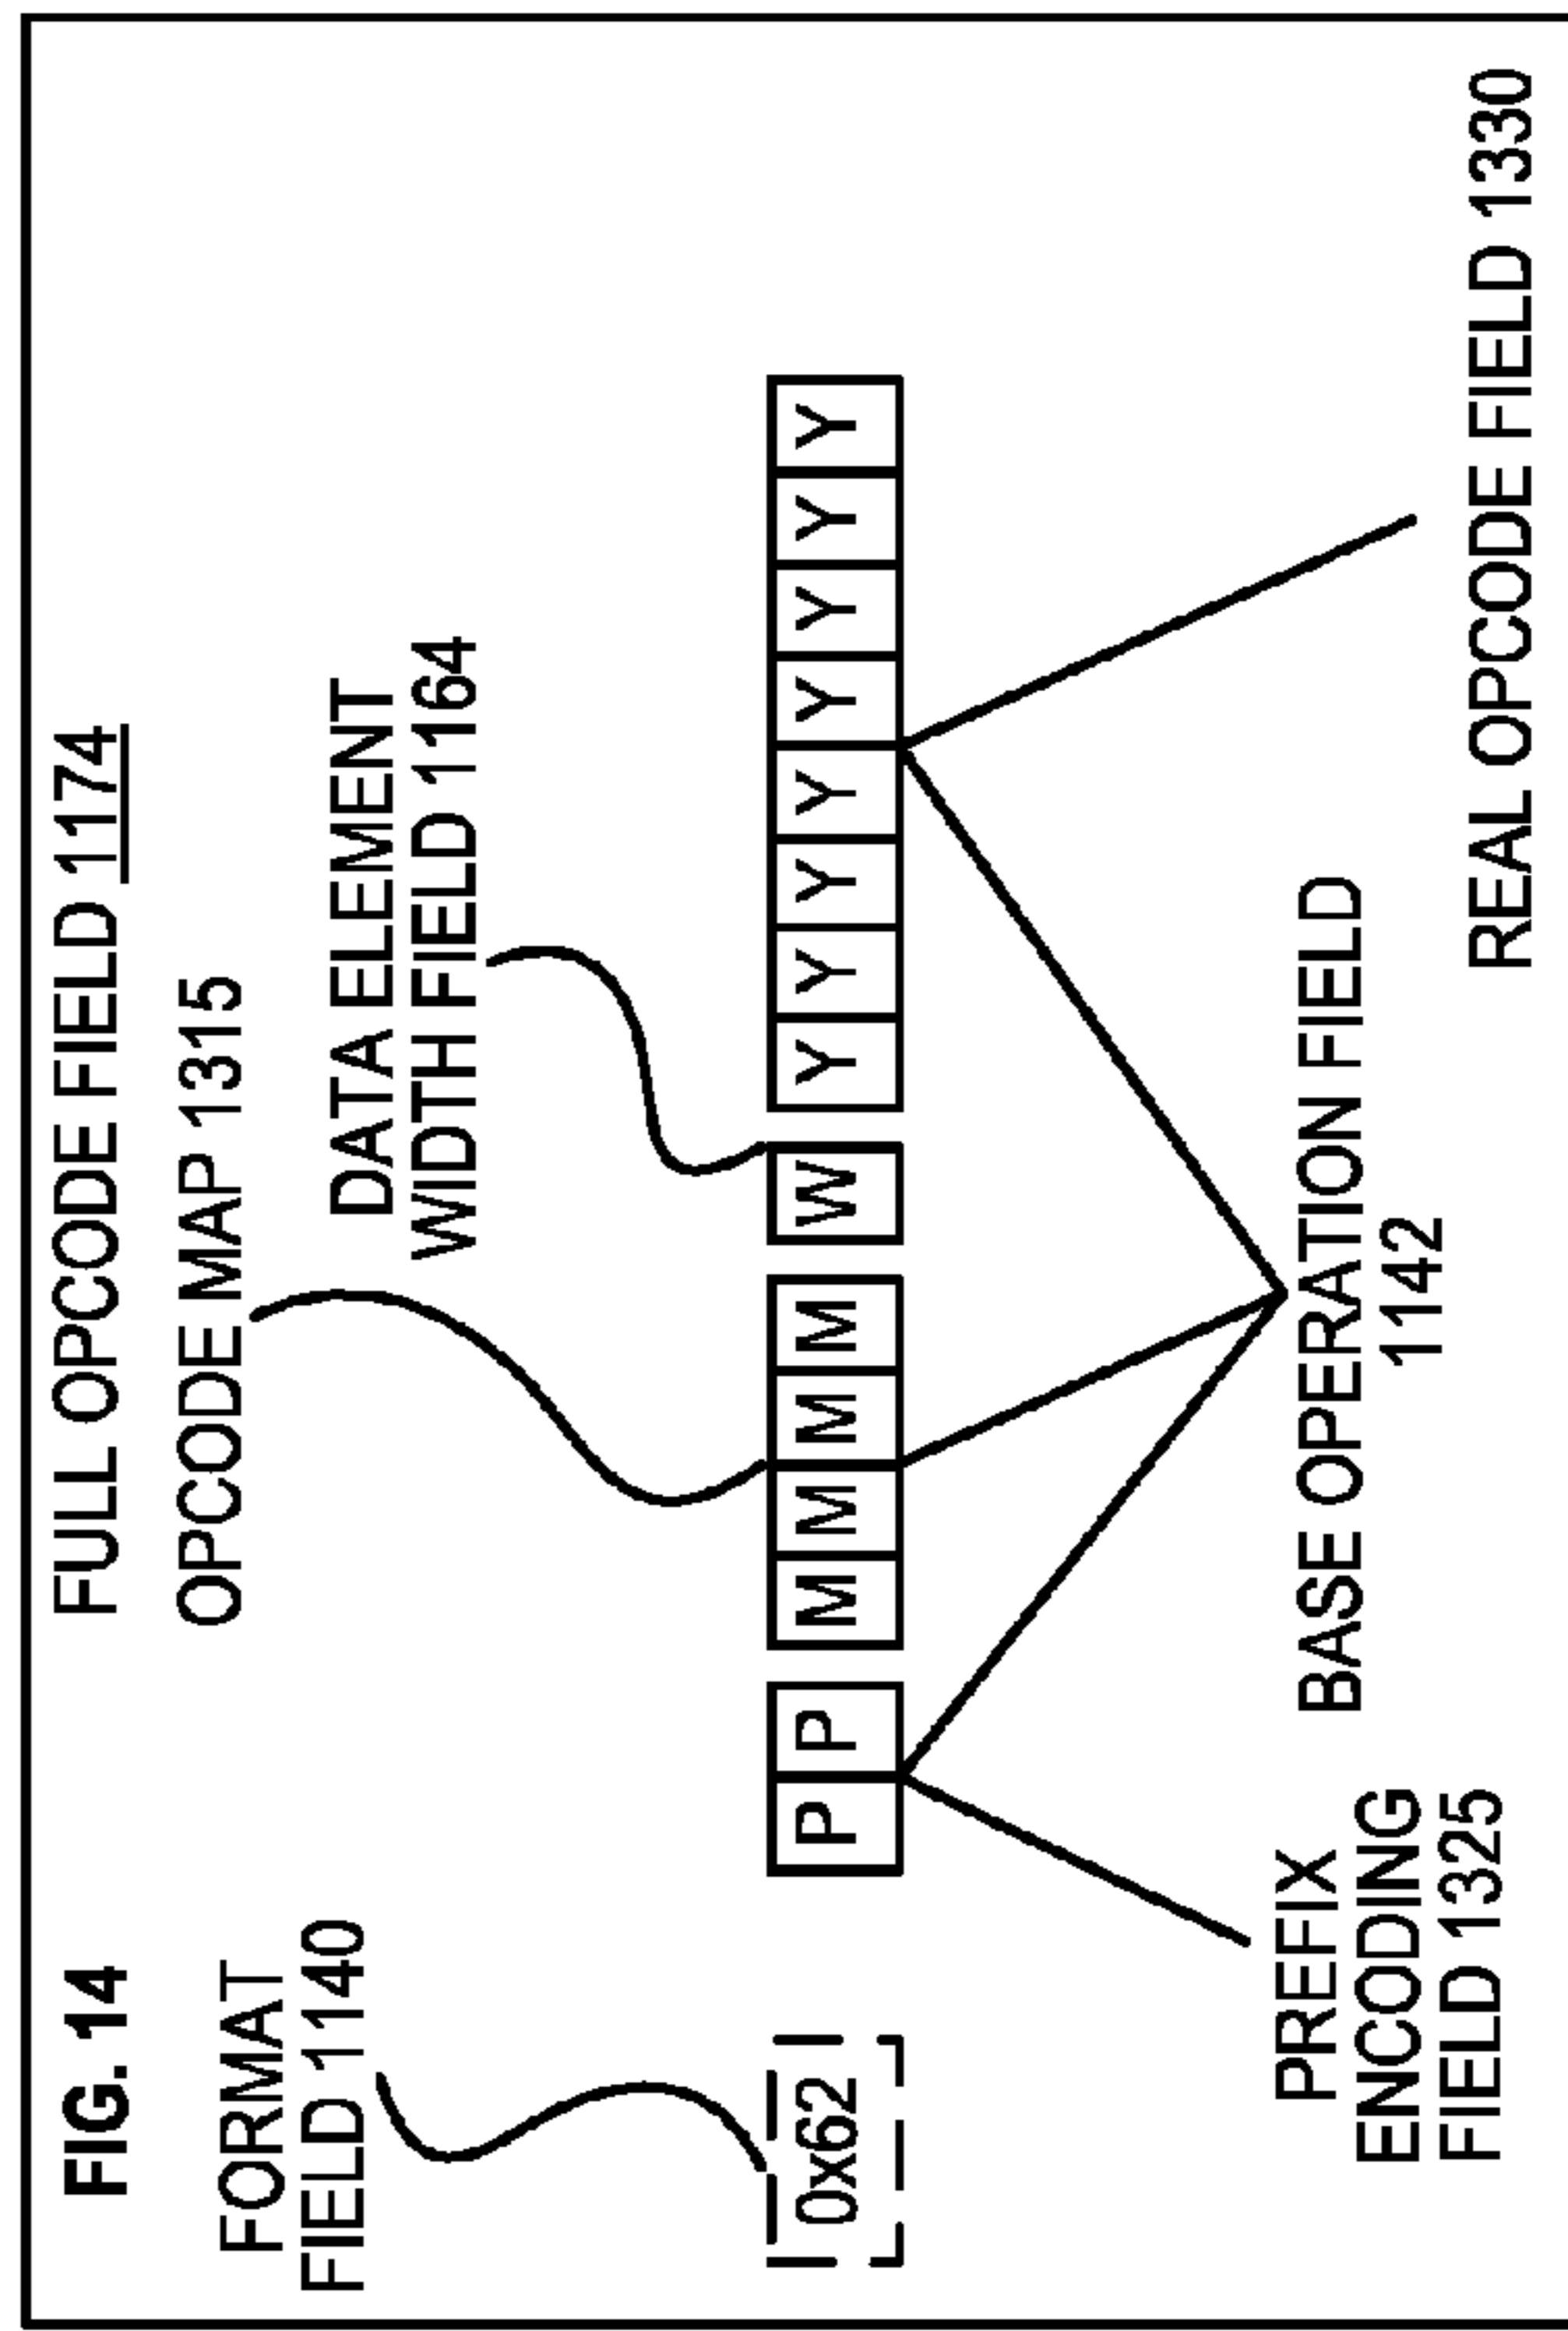 FIG. 14
FULL OPCODE FIELD 1174
OPCODE MAP 1315
FORMAT
FIELD 1140
DATA ELEMENT
WIDTH FIELD 1164
0x62 P P M M M M W Y Y Y Y Y Y Y Y
PREFIX
ENCODING
FIELD 1325
BASE OPERATION FIELD
1142
REAL OPCODE FIELD 1330